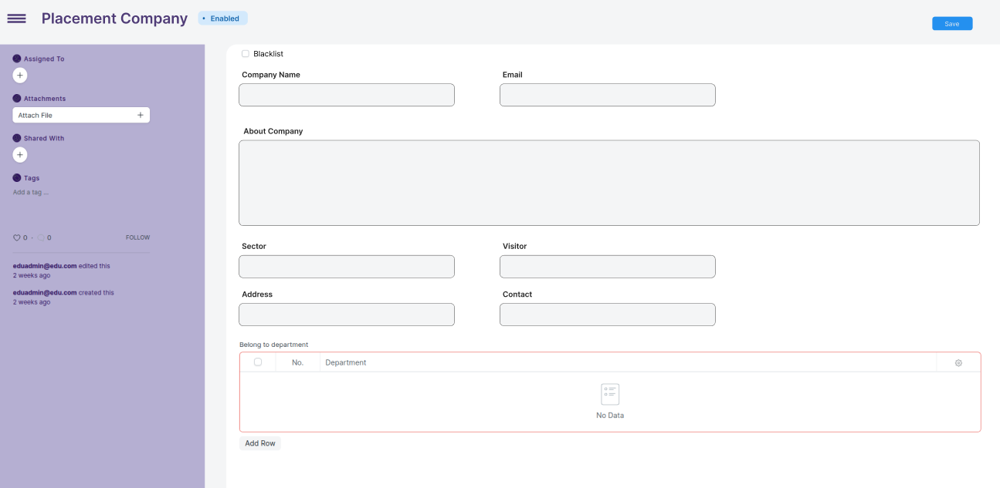 Placement Company
• Enabled
Save
Assigned To
+
Attachments
Attach File +
Shared With
+
Tags
Add a tag ...
0 · 0 FOLLOW
eduadmin@edu.com edited this
2 weeks ago
eduadmin@edu.com created this
2 weeks ago
Blacklist
Company Name Email
About Company
Sector Visitor
Address Contact
Belong to department
No. Department
No Data
Add Row